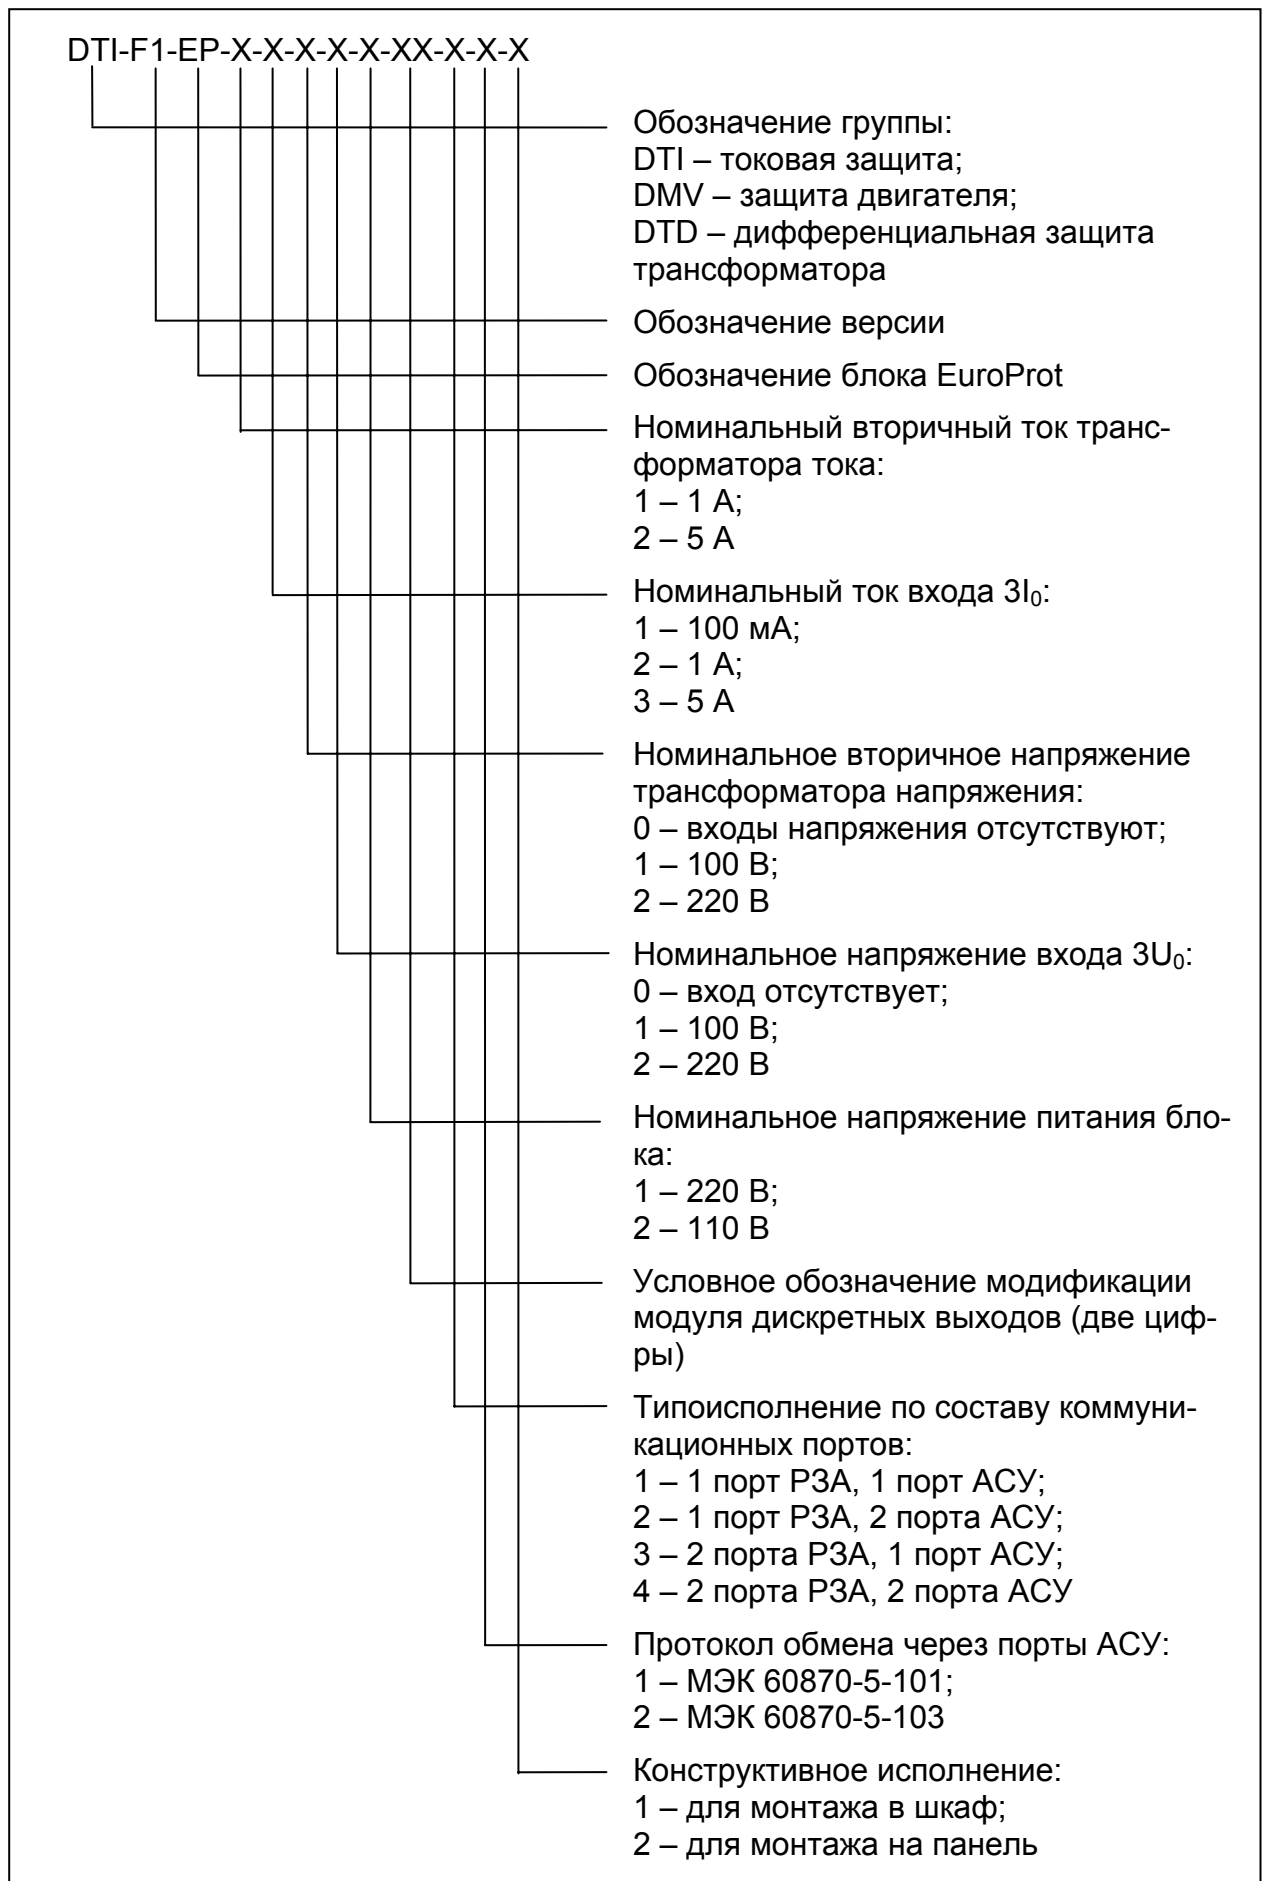 DTI-F1-EP-X-X-X-X-X-XX-X-X-X
Обозначение группы:
DTI – токовая защита;
DMV – защита двигателя;
DTD – дифференциальная защита
трансформатора
Обозначение версии
Обозначение блока EuroProt
Номинальный вторичный ток транс-
форматора тока:
1 – 1 А;
2 – 5 А
Номинальный ток входа 3I₀:
1 – 100 мА;
2 – 1 А;
3 – 5 А
Номинальное вторичное напряжение
трансформатора напряжения:
0 – входы напряжения отсутствуют;
1 – 100 В;
2 – 220 В
Номинальное напряжение входа 3U₀:
0 – вход отсутствует;
1 – 100 В;
2 – 220 В
Номинальное напряжение питания бло-
ка:
1 – 220 В;
2 – 110 В
Условное обозначение модификации
модуля дискретных выходов (две циф-
ры)
Типоисполнение по составу коммуни-
кационных портов:
1 – 1 порт РЗА, 1 порт АСУ;
2 – 1 порт РЗА, 2 порта АСУ;
3 – 2 порта РЗА, 1 порт АСУ;
4 – 2 порта РЗА, 2 порта АСУ
Протокол обмена через порты АСУ:
1 – МЭК 60870-5-101;
2 – МЭК 60870-5-103
Конструктивное исполнение:
1 – для монтажа в шкаф;
2 – для монтажа на панель